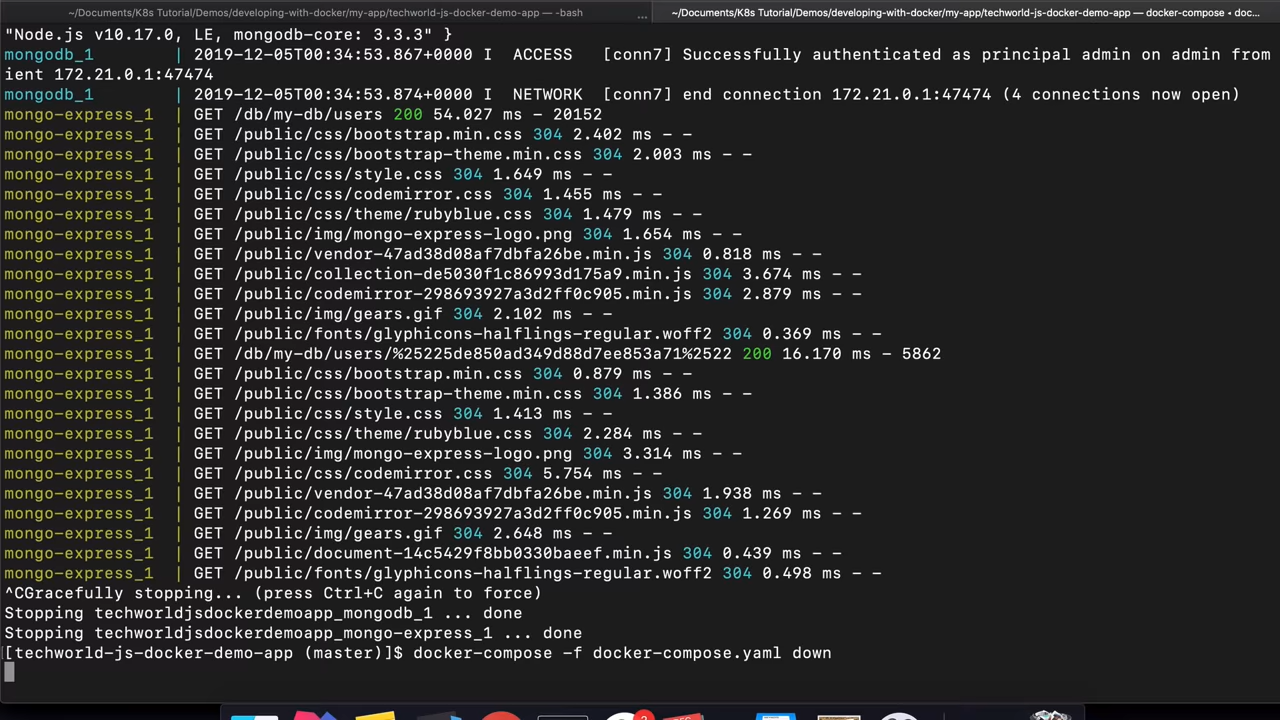 ~/Documents/K8s Tutorial/Demos/developing-with-docker/my-app/techworld-js-docker-demo-app — -bash
... ~/Documents/K8s Tutorial/Demos/developing-with-docker/my-app/techworld-js-docker-demo-app — docker-compose ◂ doc...
"Node.js v10.17.0, LE, mongodb-core: 3.3.3" }
mongodb_1 | 2019-12-05T00:34:53.867+0000 I ACCESS [conn7] Successfully authenticated as principal admin on admin from
ient 172.21.0.1:47474
mongodb_1 | 2019-12-05T00:34:53.874+0000 I NETWORK [conn7] end connection 172.21.0.1:47474 (4 connections now open)
mongo-express_1 | GET /db/my-db/users 200 54.027 ms - 20152
mongo-express_1 | GET /public/css/bootstrap.min.css 304 2.402 ms - -
mongo-express_1 | GET /public/css/bootstrap-theme.min.css 304 2.003 ms - -
mongo-express_1 | GET /public/css/style.css 304 1.649 ms - -
mongo-express_1 | GET /public/css/codemirror.css 304 1.455 ms - -
mongo-express_1 | GET /public/css/theme/rubyblue.css 304 1.479 ms - -
mongo-express_1 | GET /public/img/mongo-express-logo.png 304 1.654 ms - -
mongo-express_1 | GET /public/vendor-47ad38d08af7dbfa26be.min.js 304 0.818 ms - -
mongo-express_1 | GET /public/collection-de5030f1c86993d175a9.min.js 304 3.674 ms - -
mongo-express_1 | GET /public/codemirror-298693927a3d2ff0c905.min.js 304 2.879 ms - -
mongo-express_1 | GET /public/img/gears.gif 304 2.102 ms - -
mongo-express_1 | GET /public/fonts/glyphicons-halflings-regular.woff2 304 0.369 ms - -
mongo-express_1 | GET /db/my-db/users/%25225de850ad349d88d7ee853a71%2522 200 16.170 ms - 5862
mongo-express_1 | GET /public/css/bootstrap.min.css 304 0.879 ms - -
mongo-express_1 | GET /public/css/bootstrap-theme.min.css 304 1.386 ms - -
mongo-express_1 | GET /public/css/style.css 304 1.413 ms - -
mongo-express_1 | GET /public/css/theme/rubyblue.css 304 2.284 ms - -
mongo-express_1 | GET /public/img/mongo-express-logo.png 304 3.314 ms - -
mongo-express_1 | GET /public/css/codemirror.css 304 5.754 ms - -
mongo-express_1 | GET /public/vendor-47ad38d08af7dbfa26be.min.js 304 1.938 ms - -
mongo-express_1 | GET /public/codemirror-298693927a3d2ff0c905.min.js 304 1.269 ms - -
mongo-express_1 | GET /public/img/gears.gif 304 2.648 ms - -
mongo-express_1 | GET /public/document-14c5429f8bb0330baeef.min.js 304 0.439 ms - -
mongo-express_1 | GET /public/fonts/glyphicons-halflings-regular.woff2 304 0.498 ms - -
^CGracefully stopping... (press Ctrl+C again to force)
Stopping techworldjsdockerdemoapp_mongodb_1 ... done
Stopping techworldjsdockerdemoapp_mongo-express_1 ... done
[techworld-js-docker-demo-app (master)]$ docker-compose -f docker-compose.yaml down